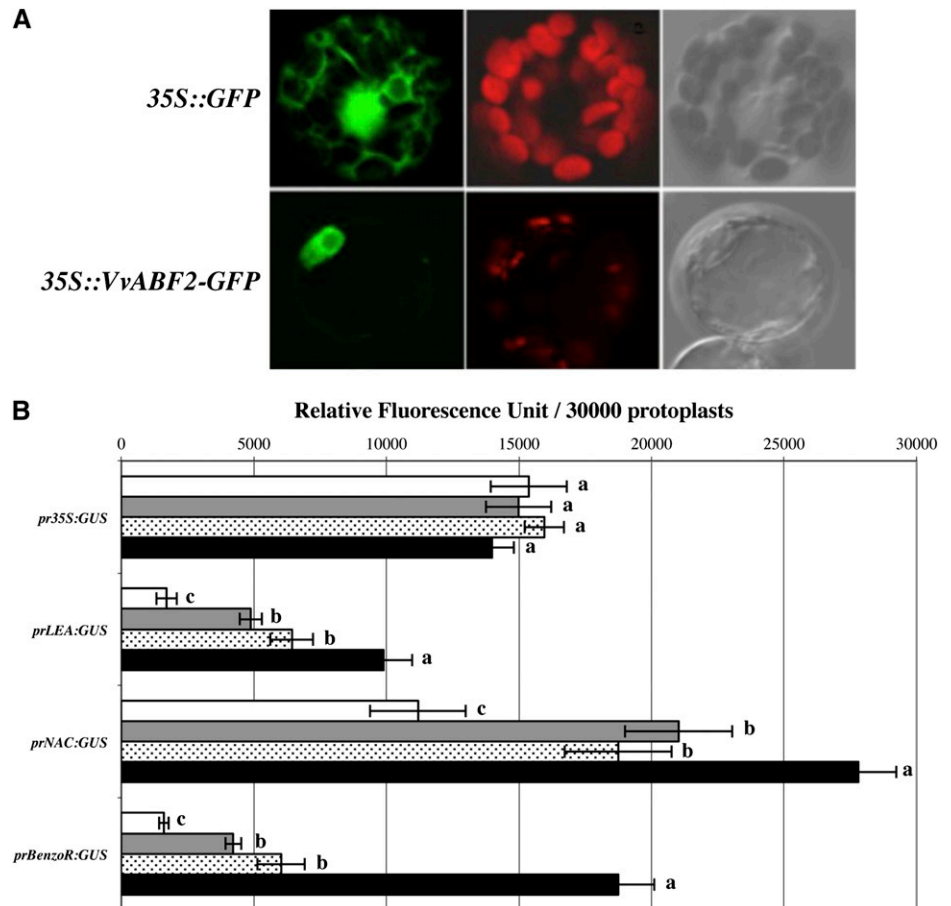 A
35S::GFP
35S::VvABF2-GFP
B
Relative Fluorescence Unit / 30000 protoplasts
0 5000 10000 15000 20000 25000 30000
pr35S:GUS
a
a
a
a
prLEA:GUS
c
b
b
a
prNAC:GUS
c
b
b
a
prBenzoR:GUS
c
b
b
a